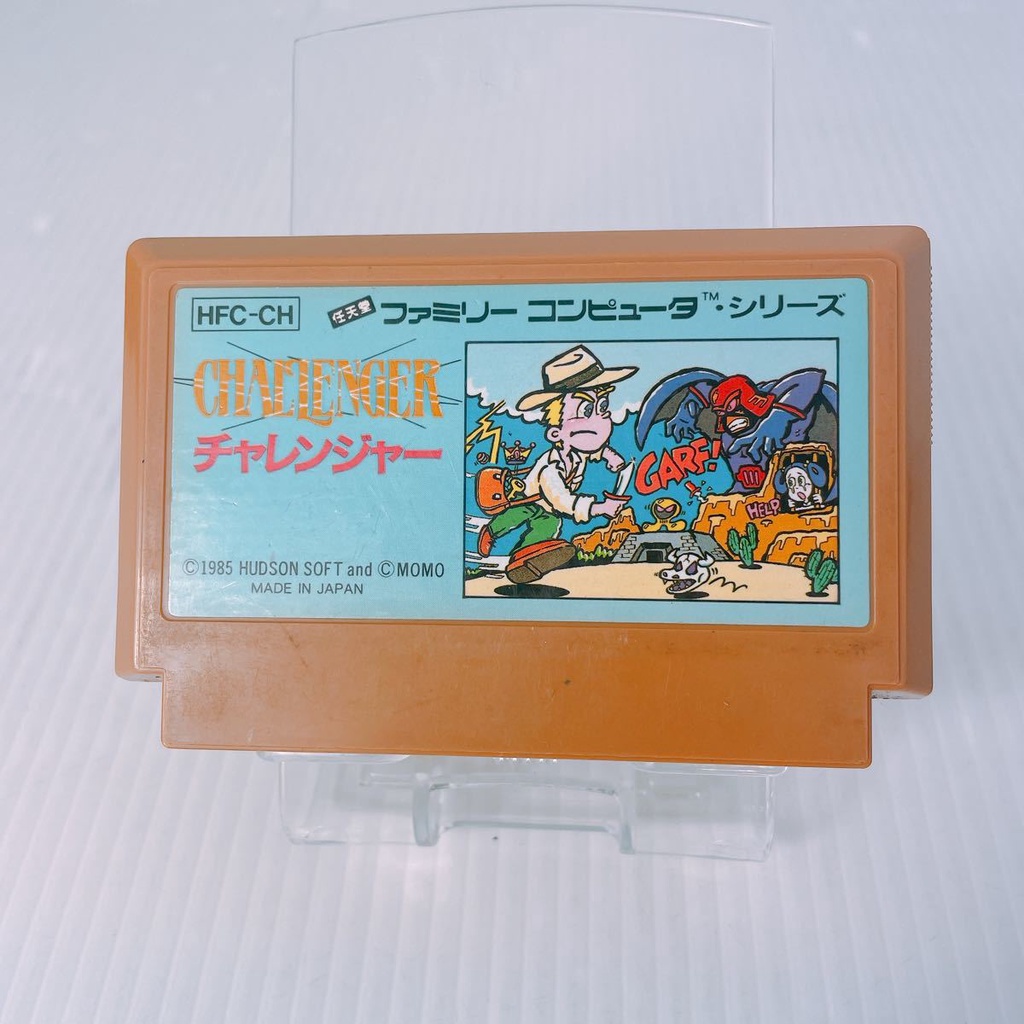 HFC-CH
任天堂 ファミリー コンピュータ™・シリーズ
CHALLENGER
チャレンジャー
©1985 HUDSON SOFT and ©MOMO
MADE IN JAPAN
GARF!
HELP